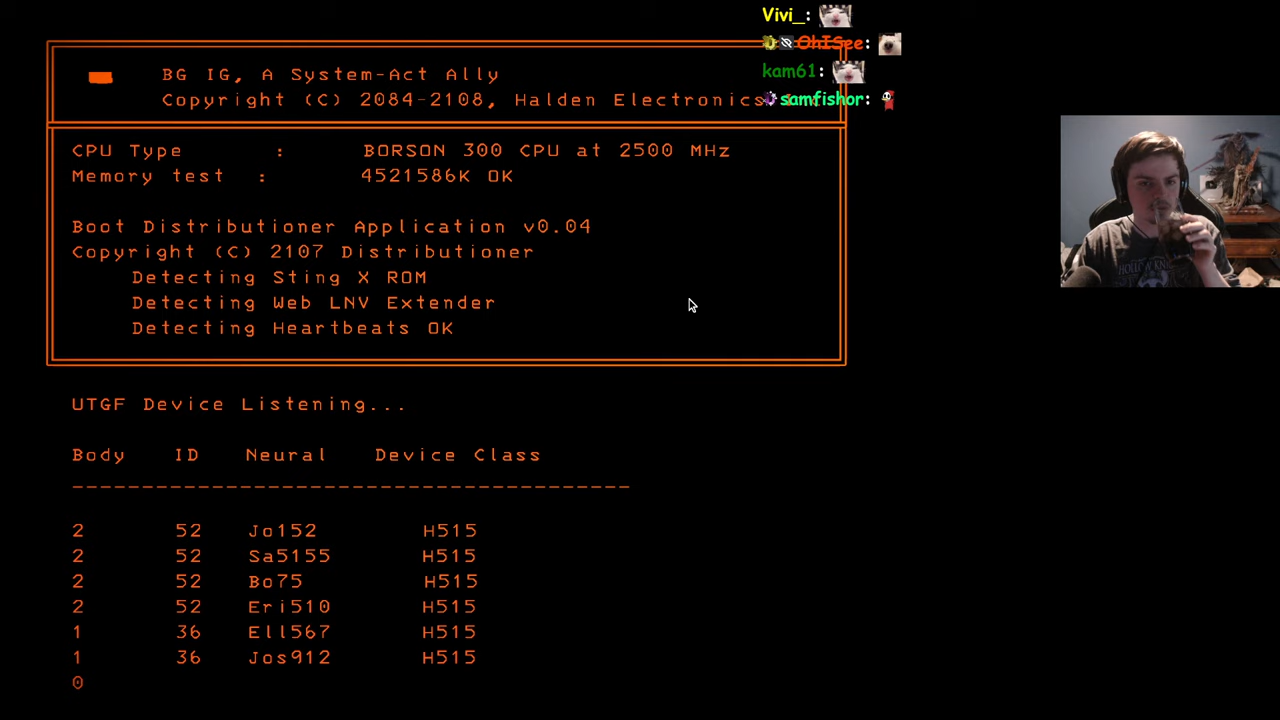 Vivi_:
OhISee:
kam61:
samfishor:
BG IG, A System-Act Ally
Copyright (C) 2084-2108, Halden Electronics
CPU Type : BORSON 300 CPU at 2500 MHz
Memory test : 4521586K OK
Boot Distributioner Application v0.04
Copyright (C) 2107 Distributioner
Detecting Sting X ROM
Detecting Web LNV Extender
Detecting Heartbeats OK
UTGF Device Listening...
Body ID Neural Device Class
----------------------------------------
2 52 Jo152 H515
2 52 Sa5155 H515
2 52 Bo75 H515
2 52 Eri510 H515
1 36 Ell567 H515
1 36 Jos912 H515
0